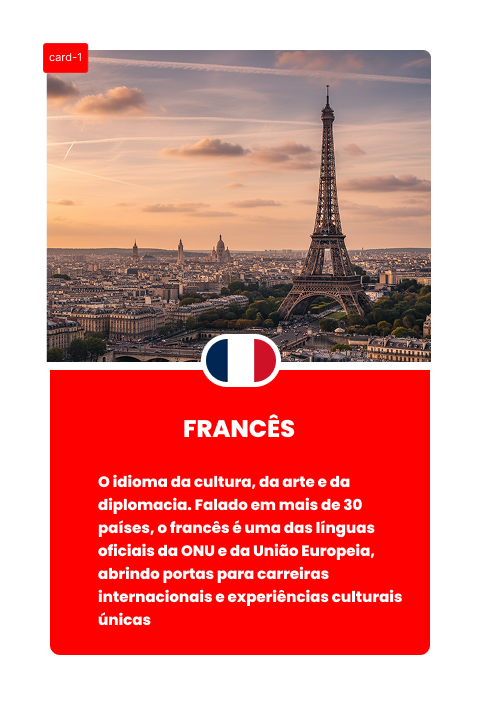 card-1
FRANCÊS
O idioma da cultura, da arte e da
diplomacia. Falado em mais de 30
países, o francês é uma das línguas
oficiais da ONU e da União Europeia,
abrindo portas para carreiras
internacionais e experiências culturais
únicas